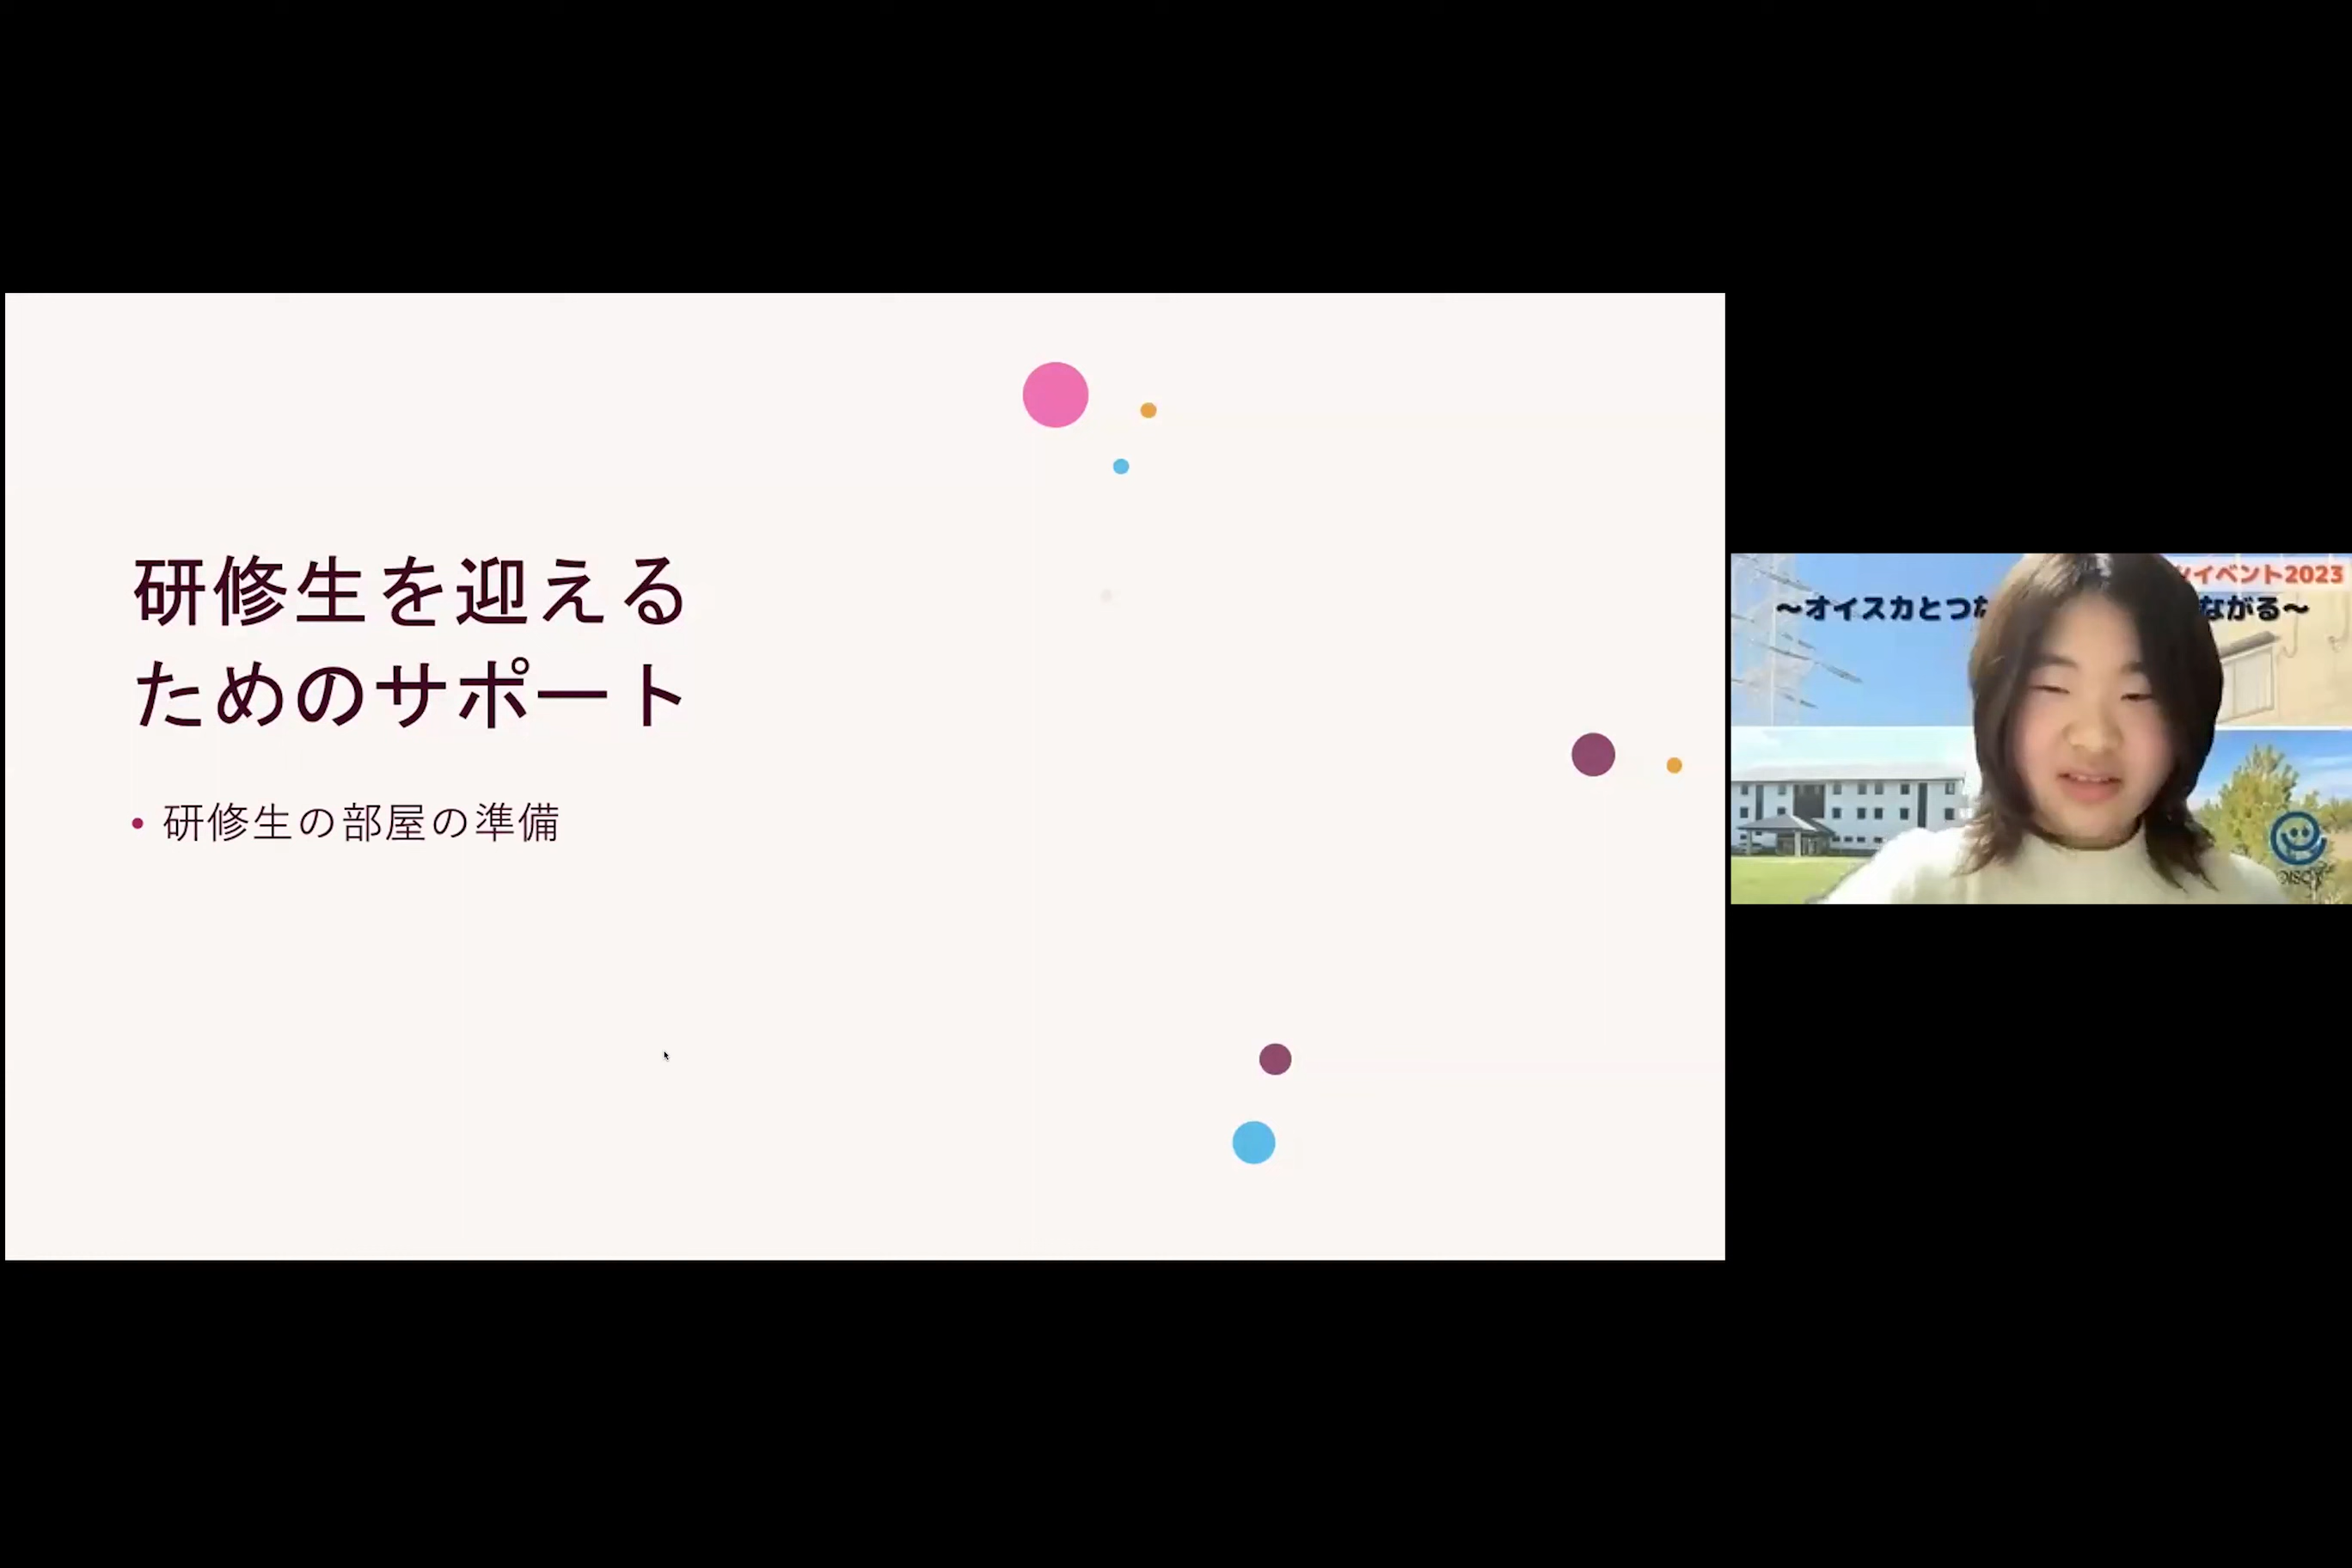 研修生を迎える
ためのサポート
• 研修生の部屋の準備
イベント2023
〜オイスカとつな ながる〜
OISCA